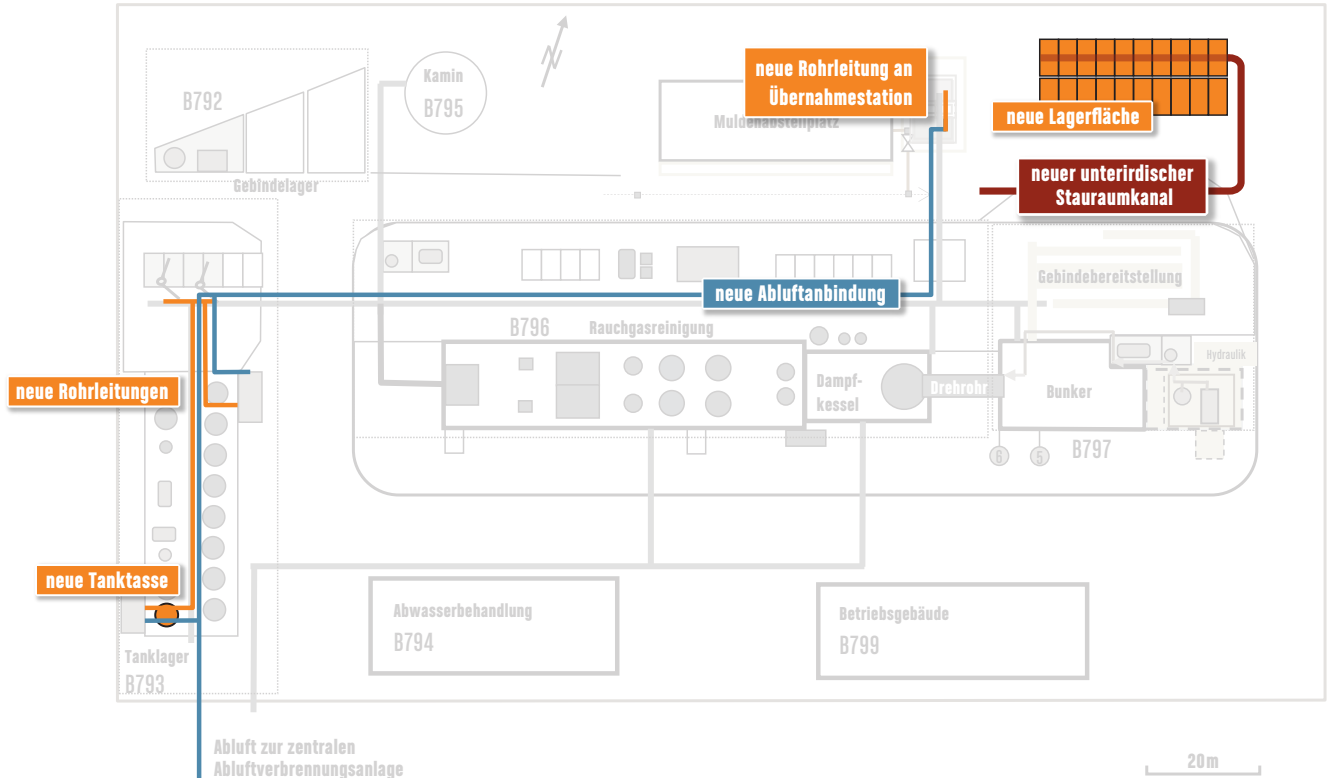 Kamin
B795
B792
Gebindelager
neue Rohrleitung an
Übernahmestation
Muldenabstellplatz
neue Lagerfläche
neuer unterirdischer
Stauraumkanal
Gebindebereitstellung
neue Abluftanbindung
B796
Rauchgasreinigung
Hydraulik
neue Rohrleitungen
Dampf-
kessel
Drehrohr
Bunker
6
5
B797
neue Tanktasse
Abwasserbehandlung
B794
Betriebsgebäude
B799
Tanklager
B793
Abluft zur zentralen
Abluftverbrennungsanlage
20m